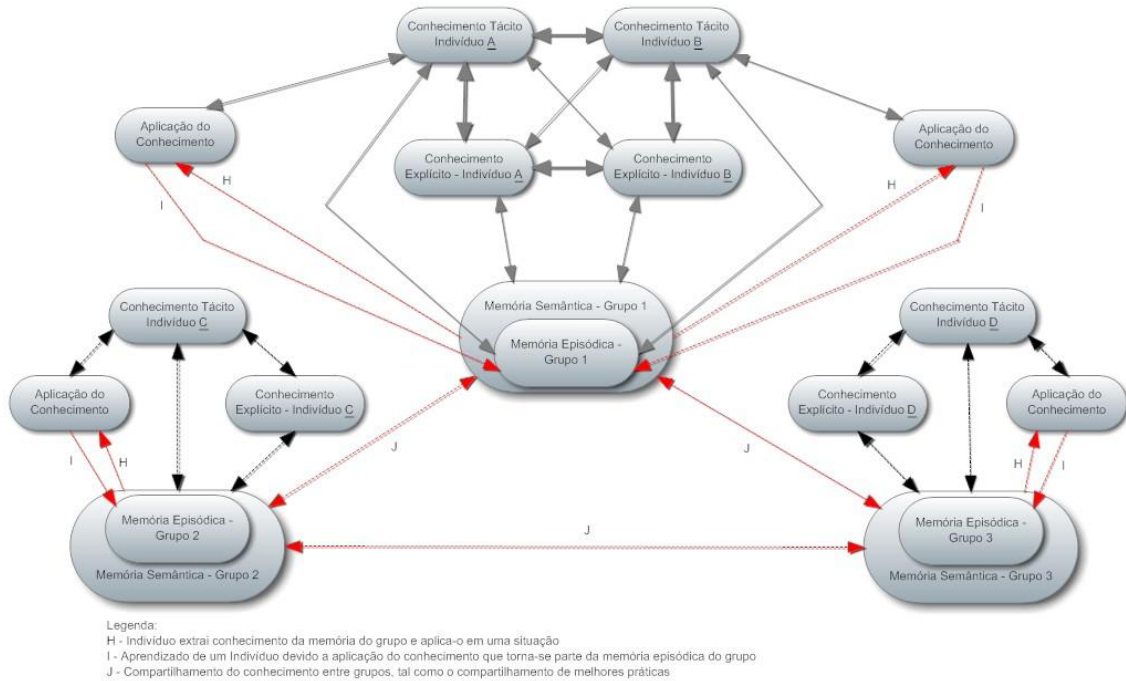 Conhecimento Tácito
Indivíduo A
Conhecimento Tácito
Indivíduo B
Aplicação do
Conhecimento
Aplicação do
Conhecimento
Conhecimento
Explícito - Indivíduo A
Conhecimento
Explícito - Indivíduo B
H
I
H
I
Memória Semântica - Grupo 1
Memória Episódica -
Grupo 1
Conhecimento Tácito
Indivíduo C
Aplicação do
Conhecimento
Conhecimento
Explícito - Indivíduo C
I
H
Memória Episódica -
Grupo 2
Memória Semântica - Grupo 2
Conhecimento Tácito
Indivíduo D
Conhecimento
Explícito - Indivíduo D
Aplicação do
Conhecimento
H
I
Memória Episódica -
Grupo 3
Memória Semântica - Grupo 3
J
J
J
Legenda:
H - Indivíduo extrai conhecimento da memória do grupo e aplica-o em uma situação
I - Aprendizado de um Indivíduo devido a aplicação do conhecimento que torna-se parte da memória episódica do grupo
J - Compartilhamento do conhecimento entre grupos, tal como o compartilhamento de melhores práticas